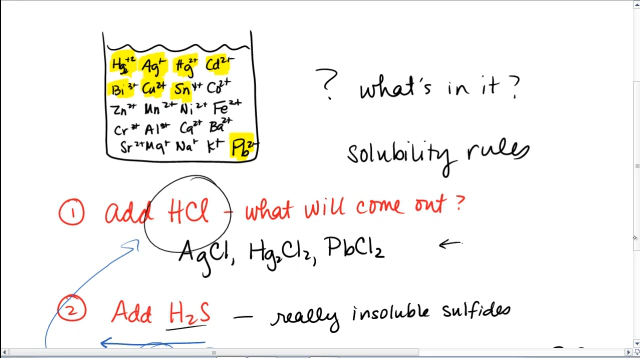 Hg₂⁺² Ag⁺ Hg²⁺ Cd²⁺
Bi³⁺ Cu²⁺ Sn⁴⁺ Co²⁺
Zn²⁺ Mn²⁺ Ni²⁺ Fe²⁺
Cr³⁺ Al³⁺ Ca²⁺ Ba²⁺
Sr²⁺ Mg⁺ Na⁺ K⁺ Pb²⁺
? what's in it?
solubility rules
① add HCl - what will come out?
AgCl, Hg₂Cl₂, PbCl₂ ←
② Add H₂S — really insoluble sulfides